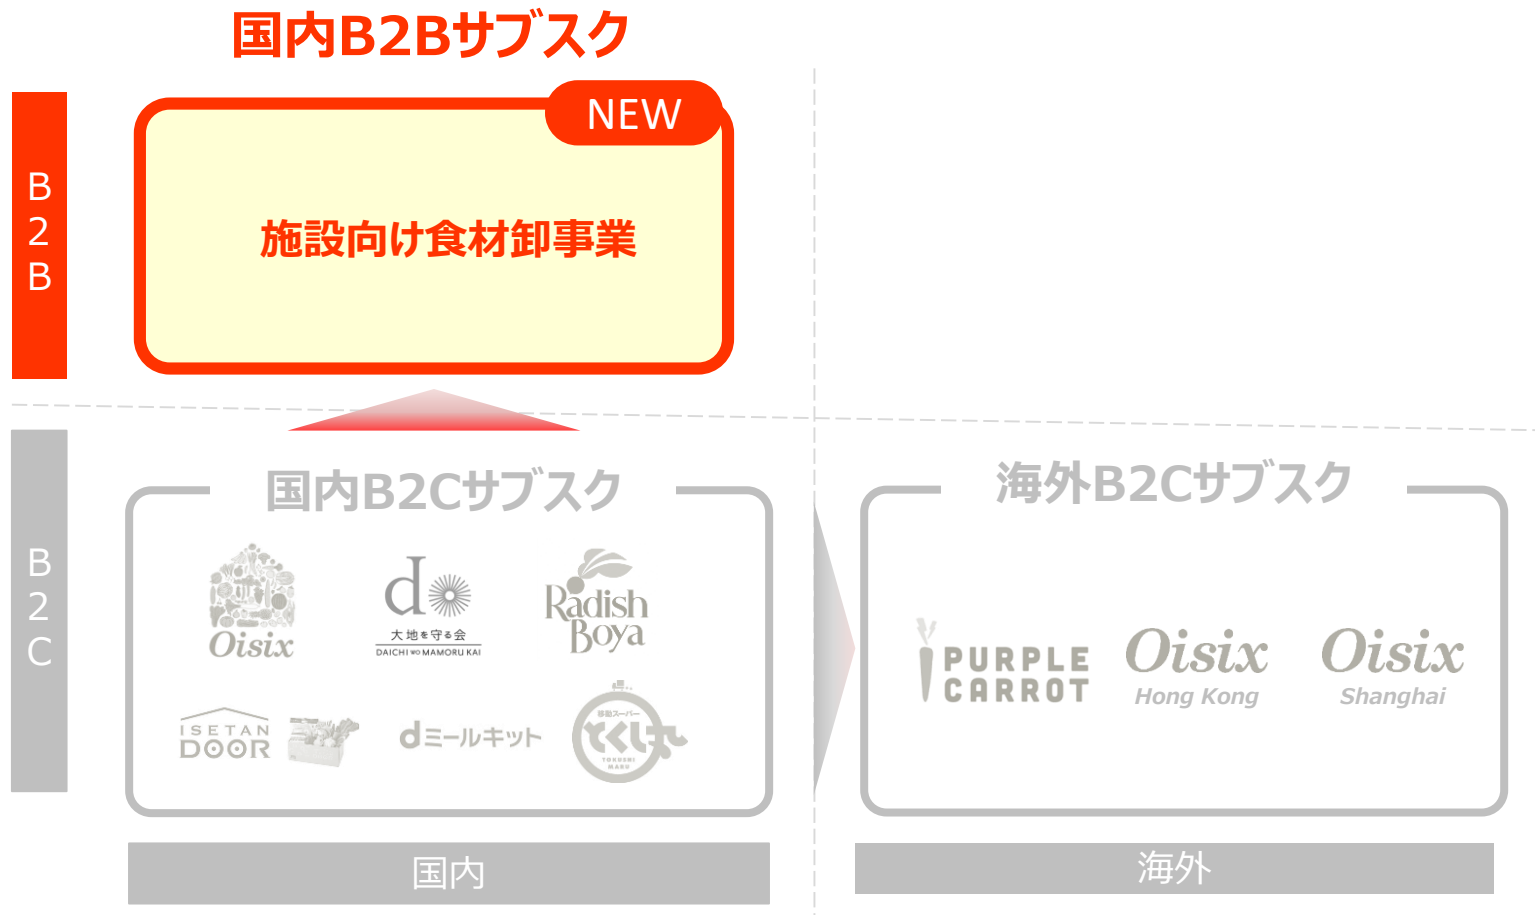 国内B2Bサブスク
NEW
B2B
施設向け食材卸事業
国内B2Cサブスク
海外B2Cサブスク
B2C
Oisix
d
大地を守る会
DAICHI WO MAMORU KAI
Radish
Boya
ISETAN
DOOR
dミールキット
移動スーパー
とくし丸
TOKUSHI
MARU
PURPLE
CARROT
Oisix
Hong Kong
Oisix
Shanghai
国内
海外